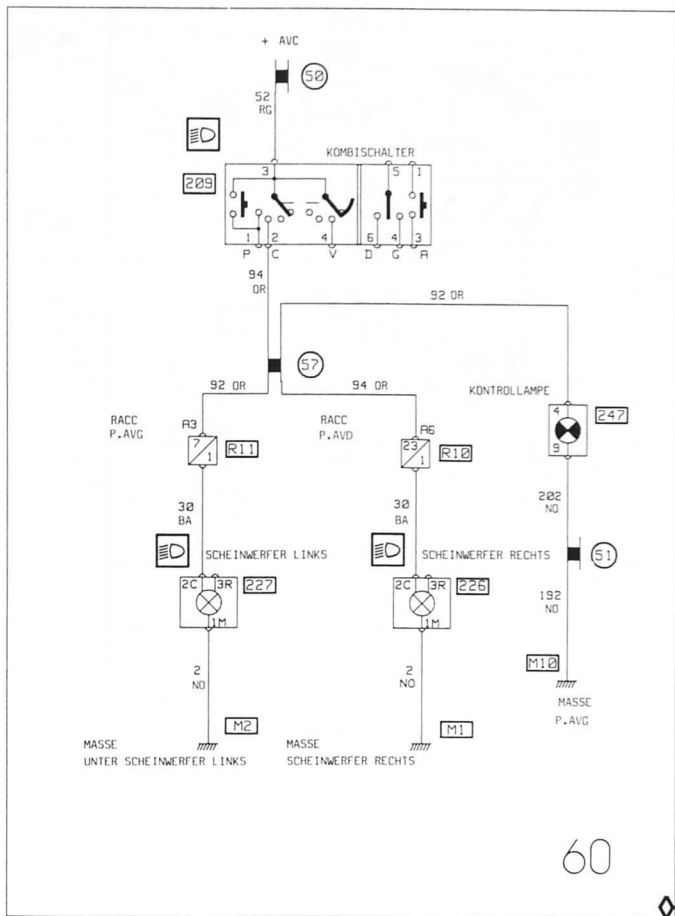 + AVC
50
52
RG
KOMBISCHALTER
209
3 5 1
1 2 4 6 4 3
P C V D G A
94
OR
92 OR
57
92 OR 94 OR
KONTROLLAMPE
RACC
P.AVG
A3
7
1
R11
RACC
P.AVD
A6
23
1
R10
4
9
247
30
BA
30
BA
202
NO
SCHEINWERFER LINKS
SCHEINWERFER RECHTS
51
2C 3R
1M
227
2C 3R
1M
226
192
NO
2
NO
2
NO
M10
MASSE
P.AVG
M2
M1
MASSE
UNTER SCHEINWERFER LINKS
MASSE
SCHEINWERFER RECHTS
60